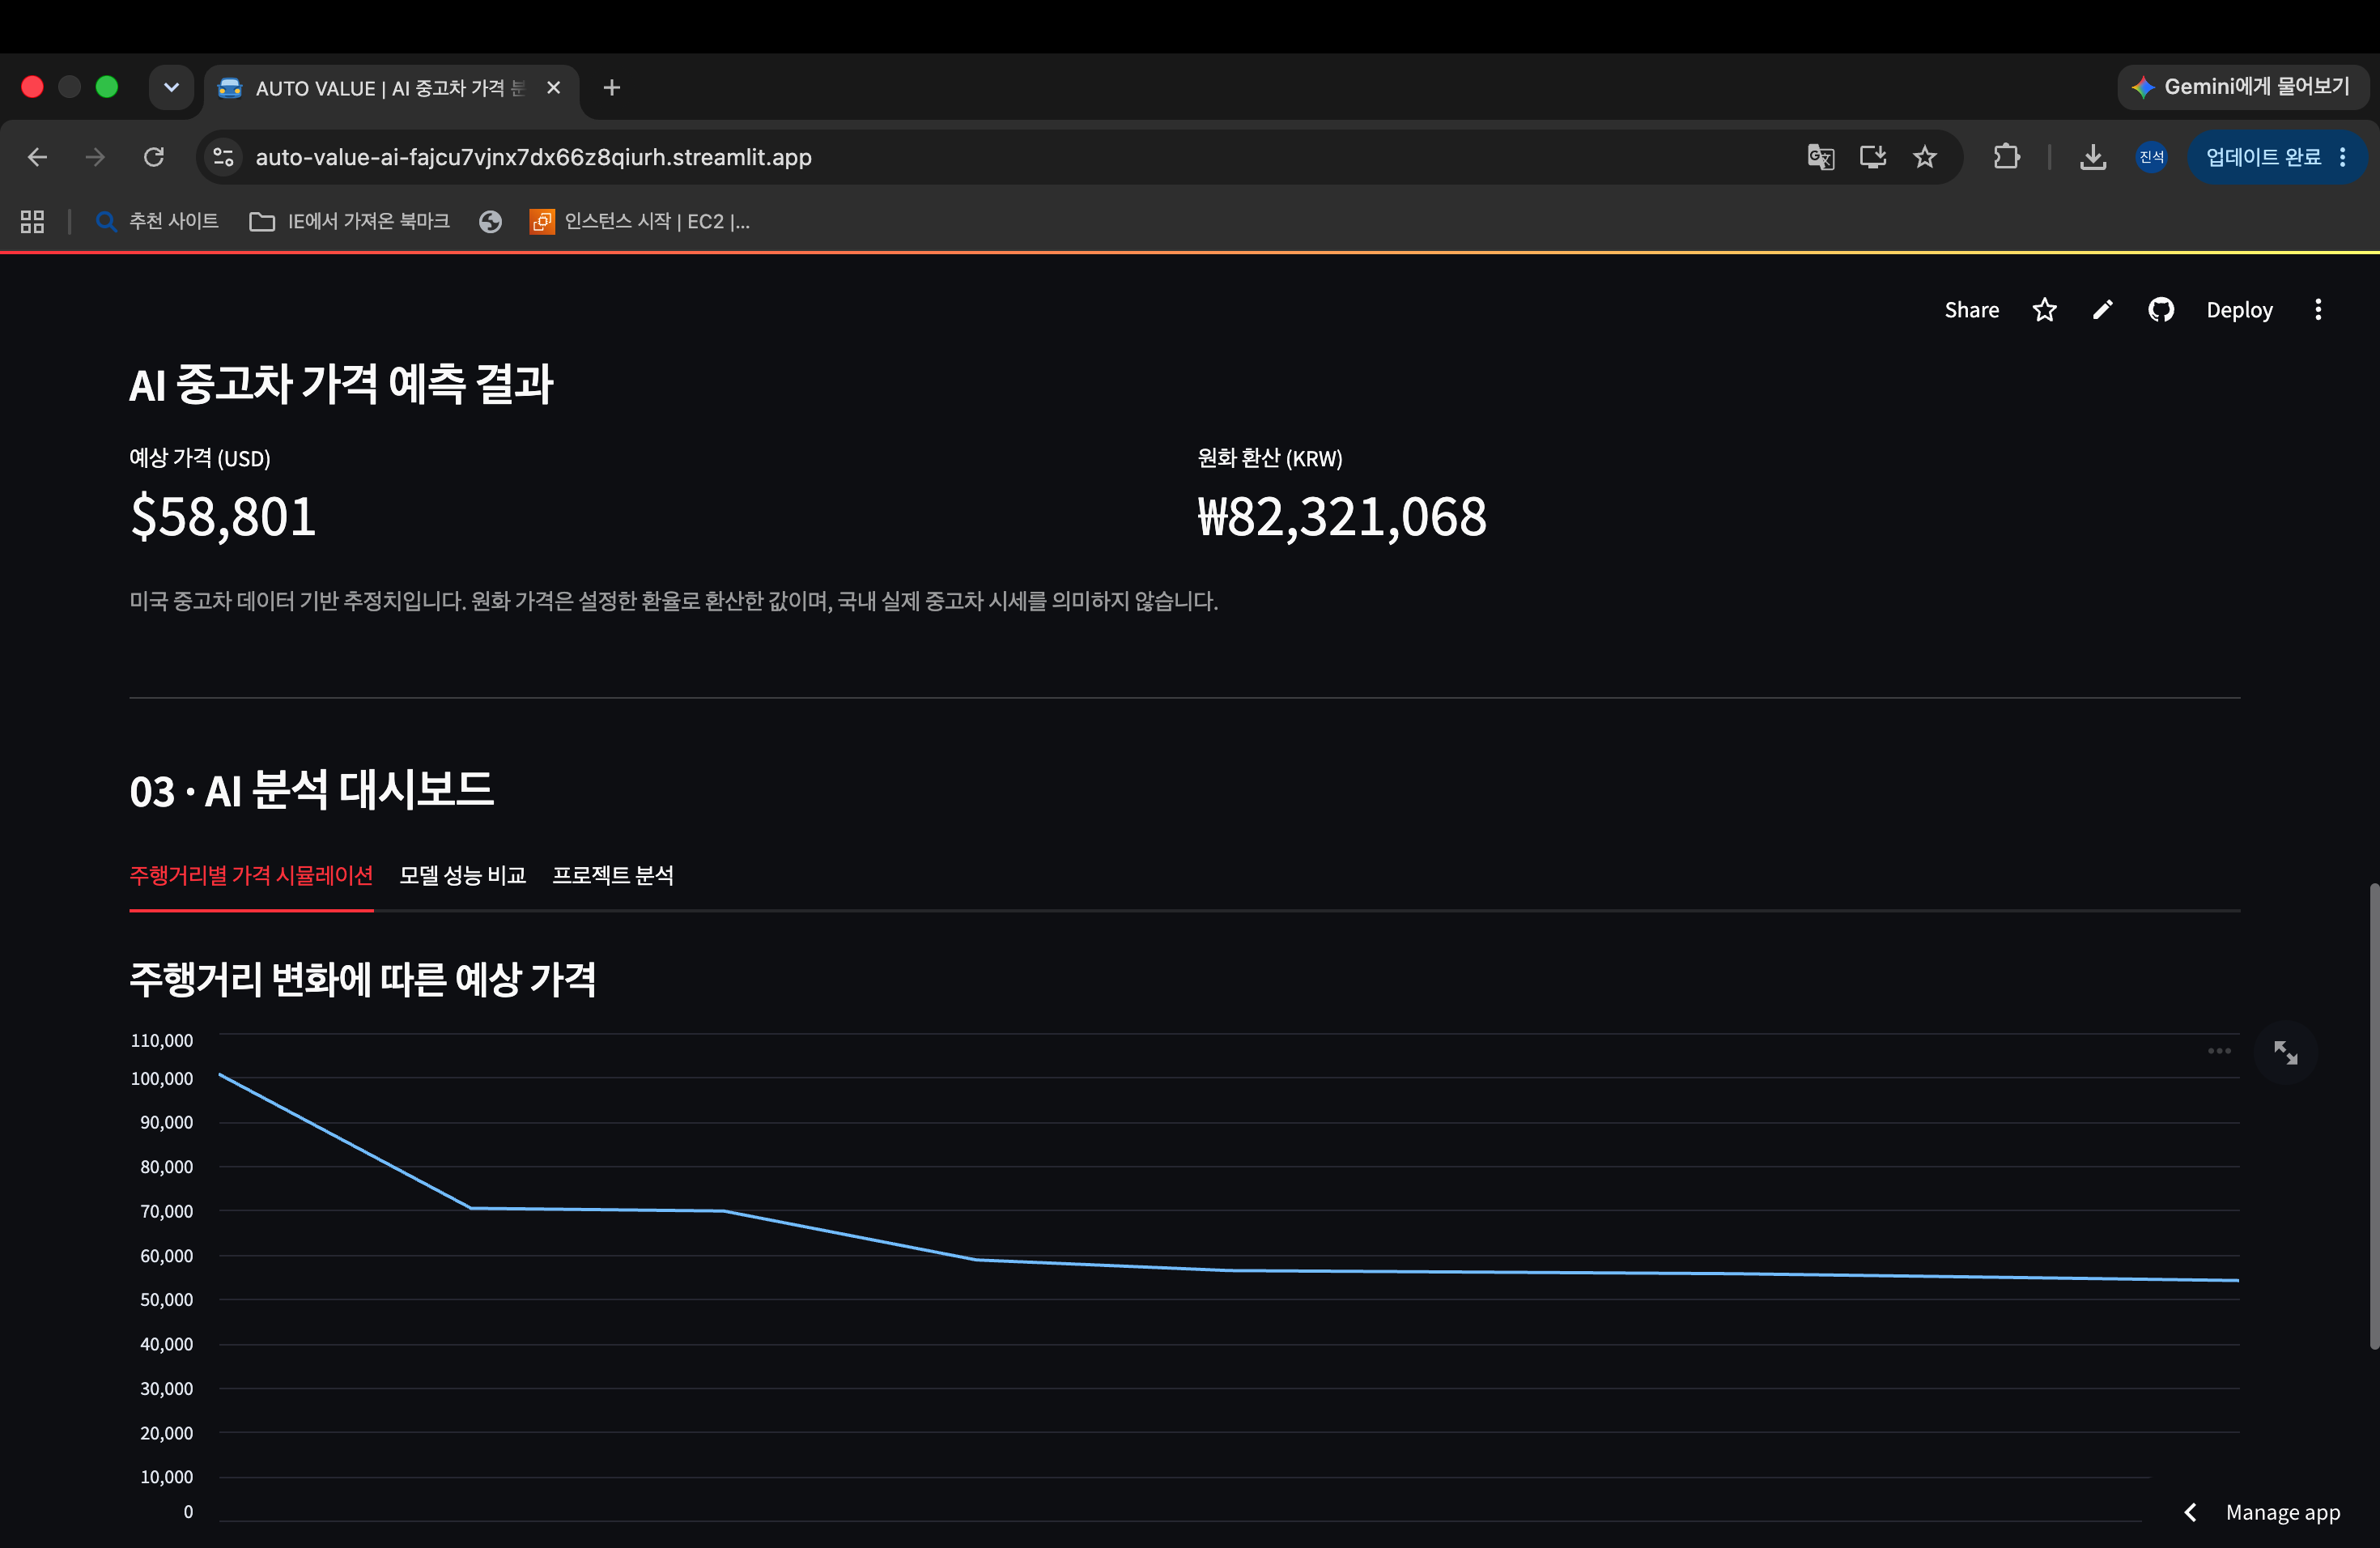 AUTO VALUE | AI 중고차 가격 분
Gemini에게 물어보기
auto-value-ai-fajcu7vjnx7dx66z8qiurh.streamlit.app
진석
업데이트 완료
추천 사이트
IE에서 가져온 북마크
인스턴스 시작 | EC2 |...
Share
Deploy
AI 중고차 가격 예측 결과
예상 가격 (USD)
원화 환산 (KRW)
$58,801
₩82,321,068
미국 중고차 데이터 기반 추정치입니다. 원화 가격은 설정한 환율로 환산한 값이며, 국내 실제 중고차 시세를 의미하지 않습니다.
03 · AI 분석 대시보드
주행거리별 가격 시뮬레이션
모델 성능 비교
프로젝트 분석
주행거리 변화에 따른 예상 가격
110,000
100,000
90,000
80,000
70,000
60,000
50,000
40,000
30,000
20,000
10,000
0
Manage app